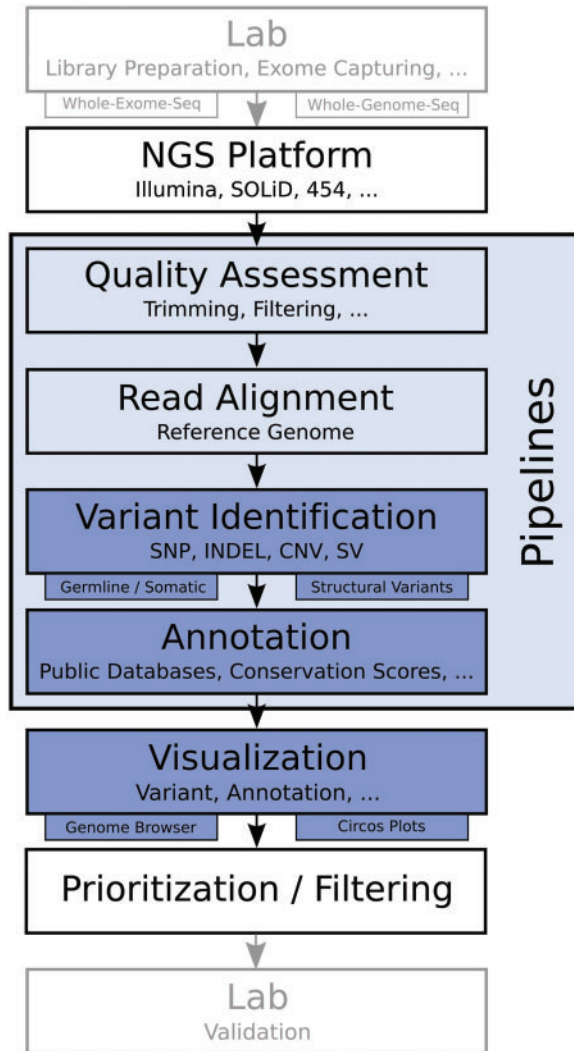 Lab
Library Preparation, Exome Capturing, ...
Whole-Exome-Seq
Whole-Genome-Seq
NGS Platform
Illumina, SOLiD, 454, ...
Pipelines
Quality Assessment
Trimming, Filtering, ...
Read Alignment
Reference Genome
Variant Identification
SNP, INDEL, CNV, SV
Germline / Somatic
Structural Variants
Annotation
Public Databases, Conservation Scores, ...
Visualization
Variant, Annotation, ...
Genome Browser
Circos Plots
Prioritization / Filtering
Lab
Validation